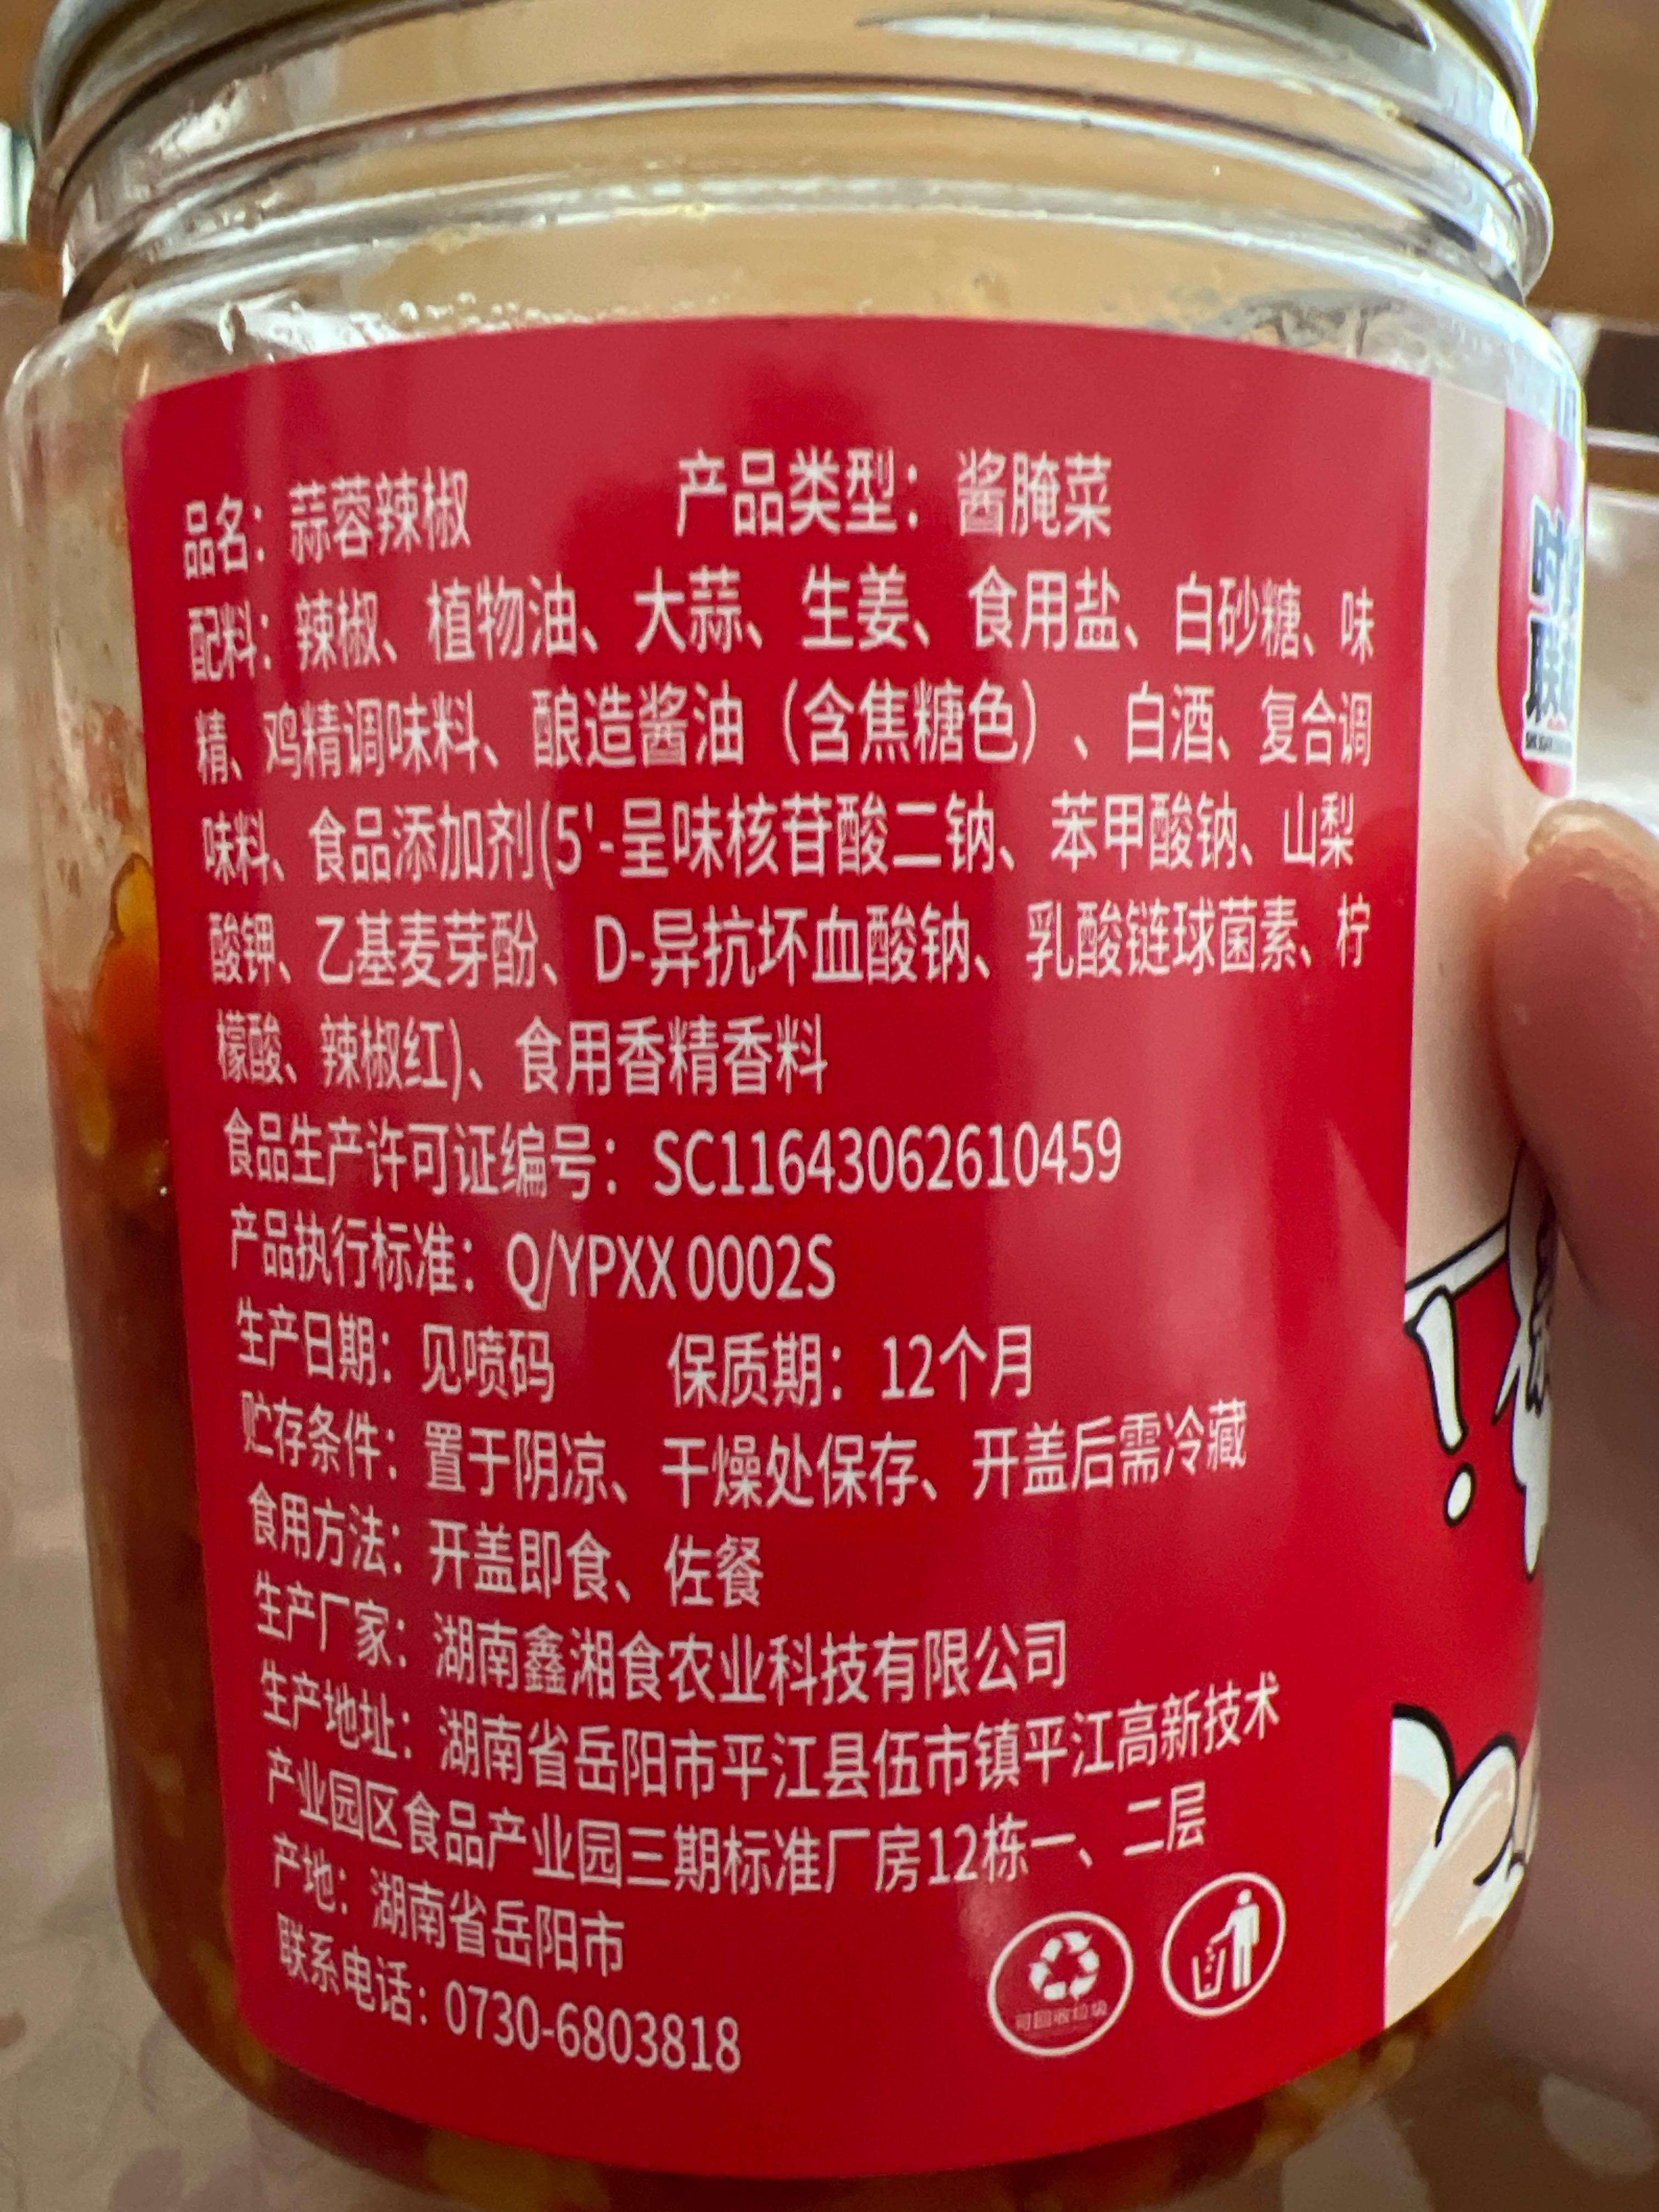 品名：蒜蓉辣椒 产品类型：酱腌菜
配料：辣椒、植物油、大蒜、生姜、食用盐、白砂糖、味
精、鸡精调味料、酿造酱油（含焦糖色）、白酒、复合调
味料、食品添加剂(5'-呈味核苷酸二钠、苯甲酸钠、山梨
酸钾、乙基麦芽酚、D-异抗坏血酸钠、乳酸链球菌素、柠
檬酸、辣椒红)、食用香精香料
食品生产许可证编号：SC11643062610459
产品执行标准：Q/YPXX 0002S
生产日期：见喷码 保质期：12个月
贮存条件：置于阴凉、干燥处保存、开盖后需冷藏
食用方法：开盖即食、佐餐
生产厂家：湖南鑫湘食农业科技有限公司
生产地址：湖南省岳阳市平江县伍市镇平江高新技术
产业园区食品产业园三期标准厂房12栋一、二层
产地：湖南省岳阳市
联系电话：0730-6803818
可回收垃圾